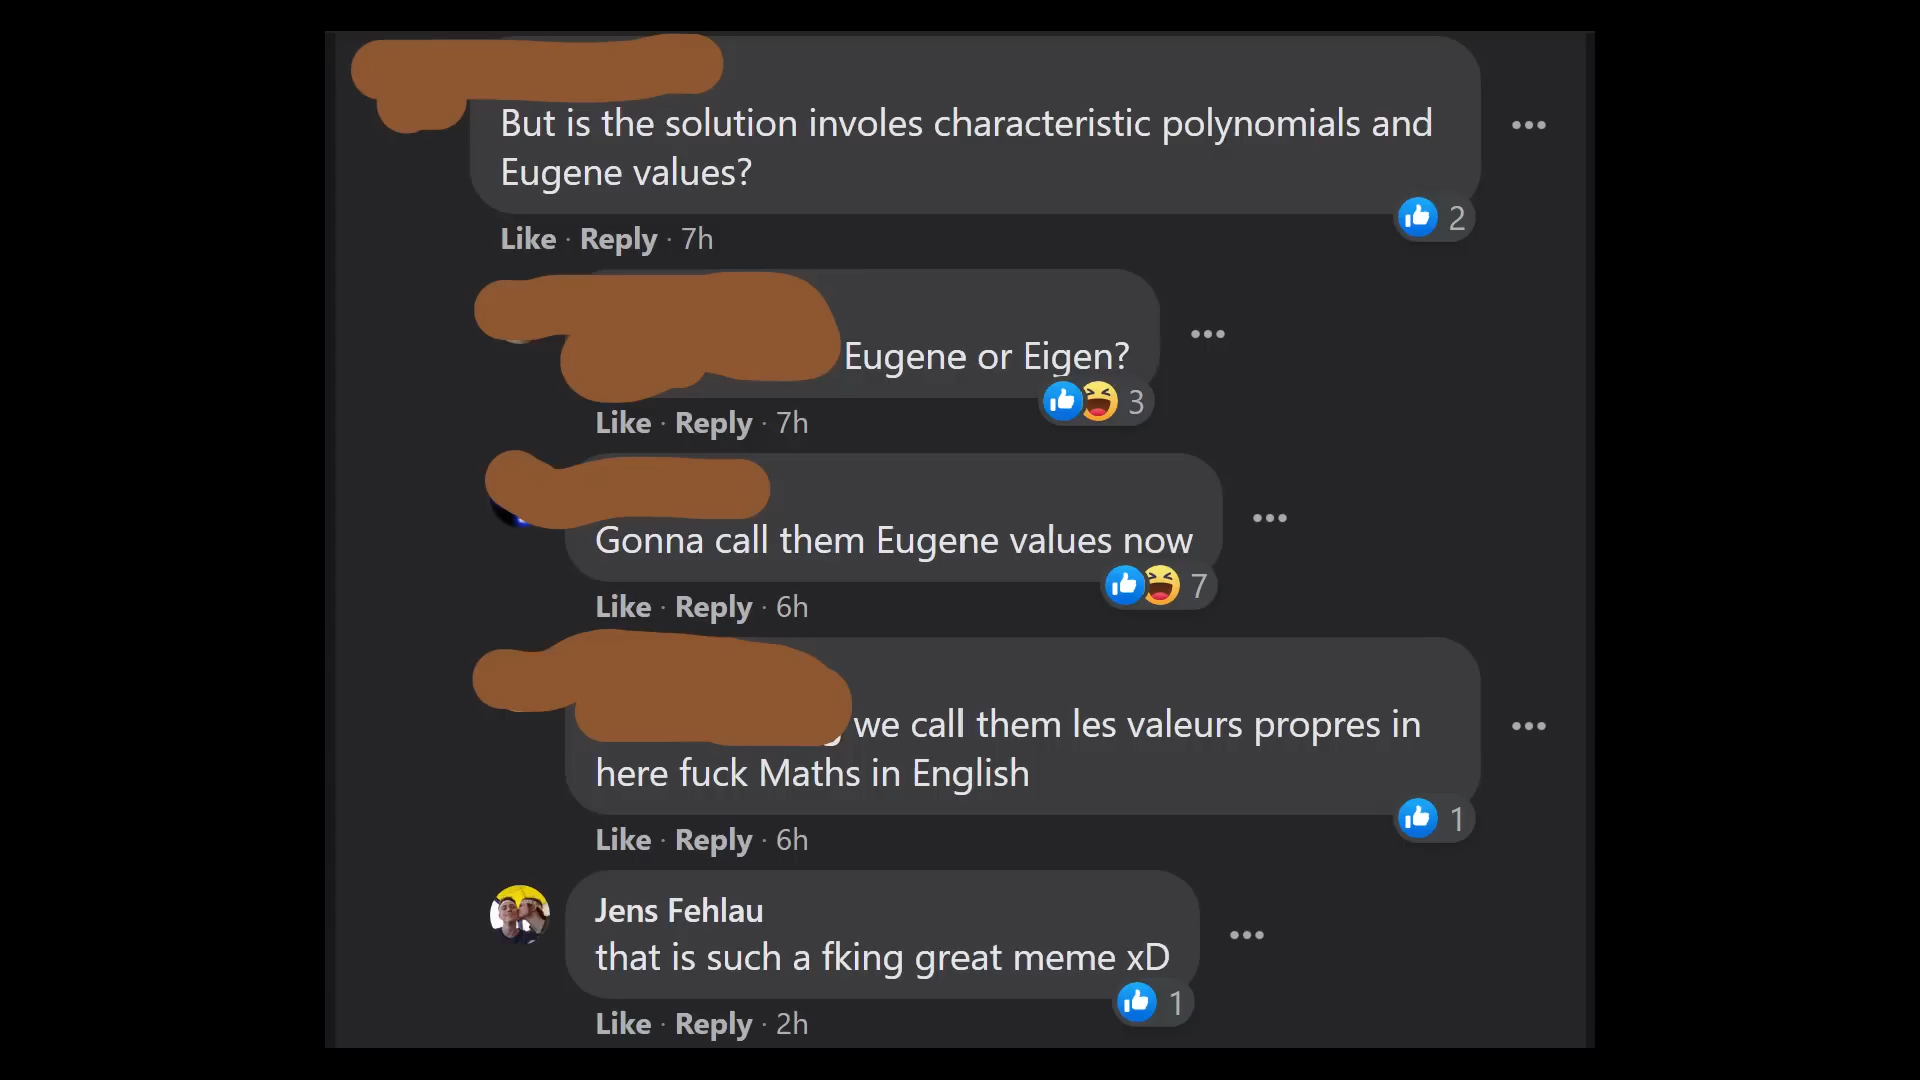 But is the solution involes characteristic polynomials and
Eugene values?
2
Like · Reply · 7h
Eugene or Eigen?
3
Like · Reply · 7h
Gonna call them Eugene values now
7
Like · Reply · 6h
we call them les valeurs propres in
here fuck Maths in English
1
Like · Reply · 6h
Jens Fehlau
that is such a fking great meme xD
1
Like · Reply · 2h